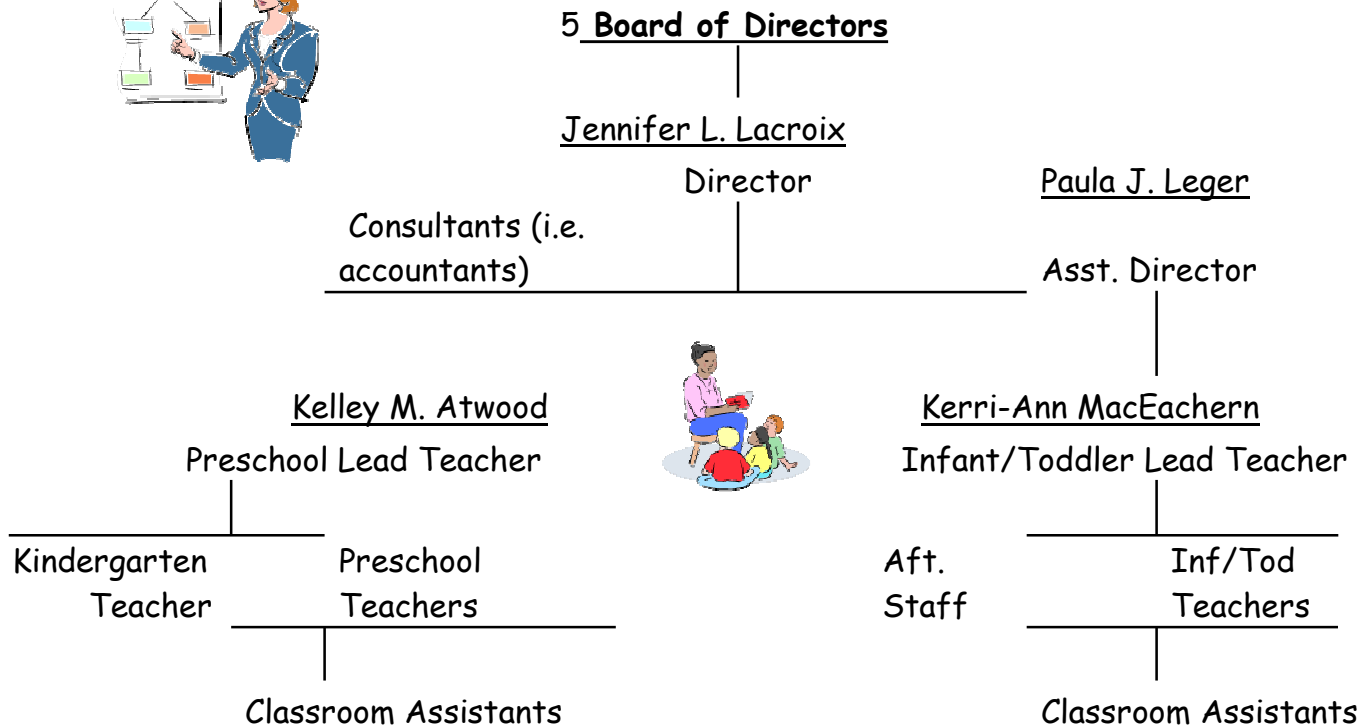 5 Board of Directors
Jennifer L. Lacroix
Director
Paula J. Leger
Consultants (i.e.
accountants)
Asst. Director
Kelley M. Atwood
Preschool Lead Teacher
Kerri-Ann MacEachern
Infant/Toddler Lead Teacher
Kindergarten
Teacher
Preschool
Teachers
Aft.
Staff
Inf/Tod
Teachers
Classroom Assistants
Classroom Assistants